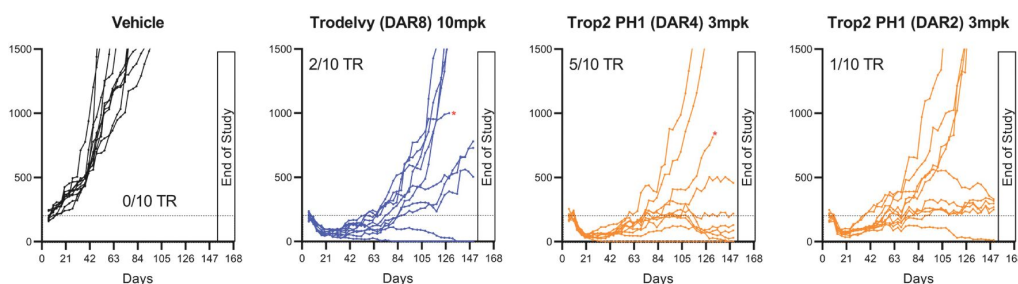 Vehicle
1500
1000
500
0
0/10 TR
End of Study
0 21 42 63 84 105 126 147 168
Days
Trodelvy (DAR8) 10mpk
1500
1000
500
0
2/10 TR
*
End of Study
0 21 42 63 84 105 126 147 168
Days
Trop2 PH1 (DAR4) 3mpk
1500
1000
500
0
5/10 TR
*
End of Study
0 21 42 63 84 105 126 147 168
Days
Trop2 PH1 (DAR2) 3mpk
1500
1000
500
0
1/10 TR
End of Study
0 21 42 63 84 105 126 147 168
Days